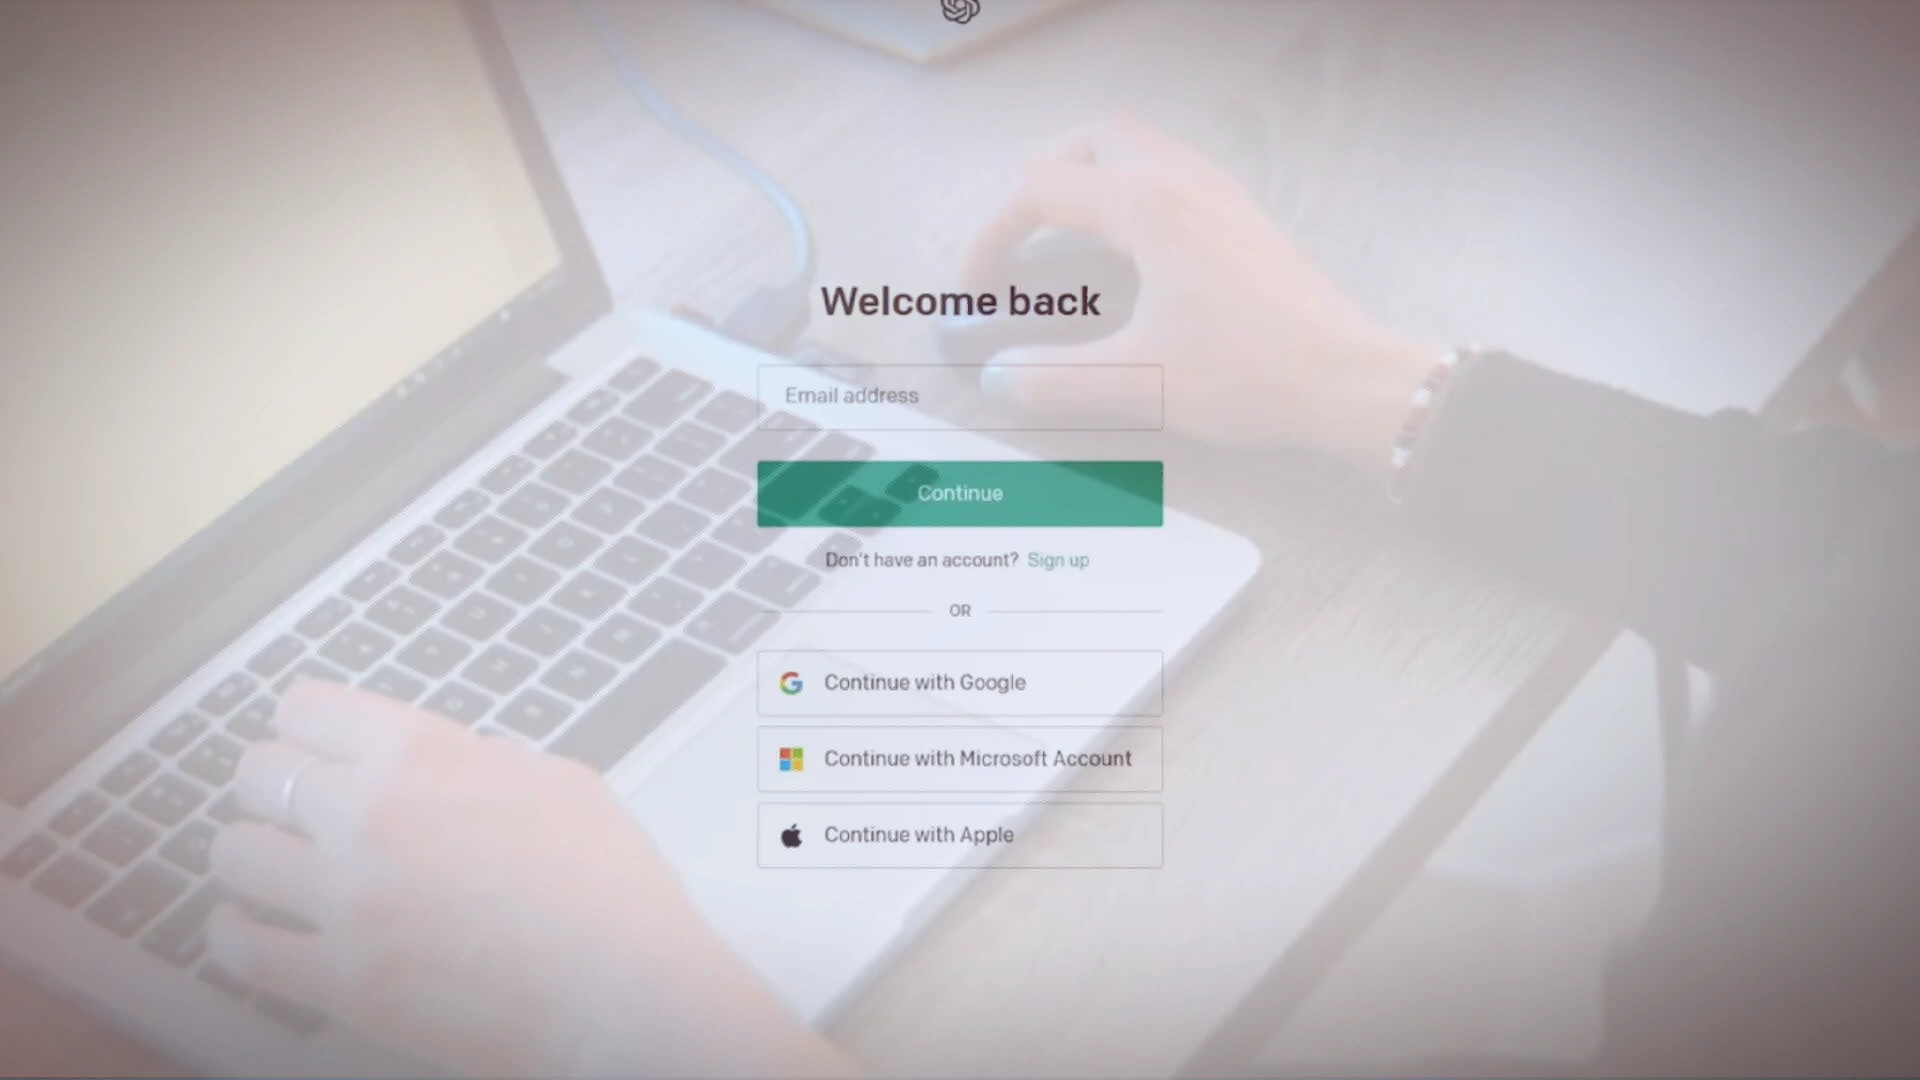 Welcome back
Email address
Continue
Don't have an account? Sign up
OR
Continue with Google
Continue with Microsoft Account
Continue with Apple